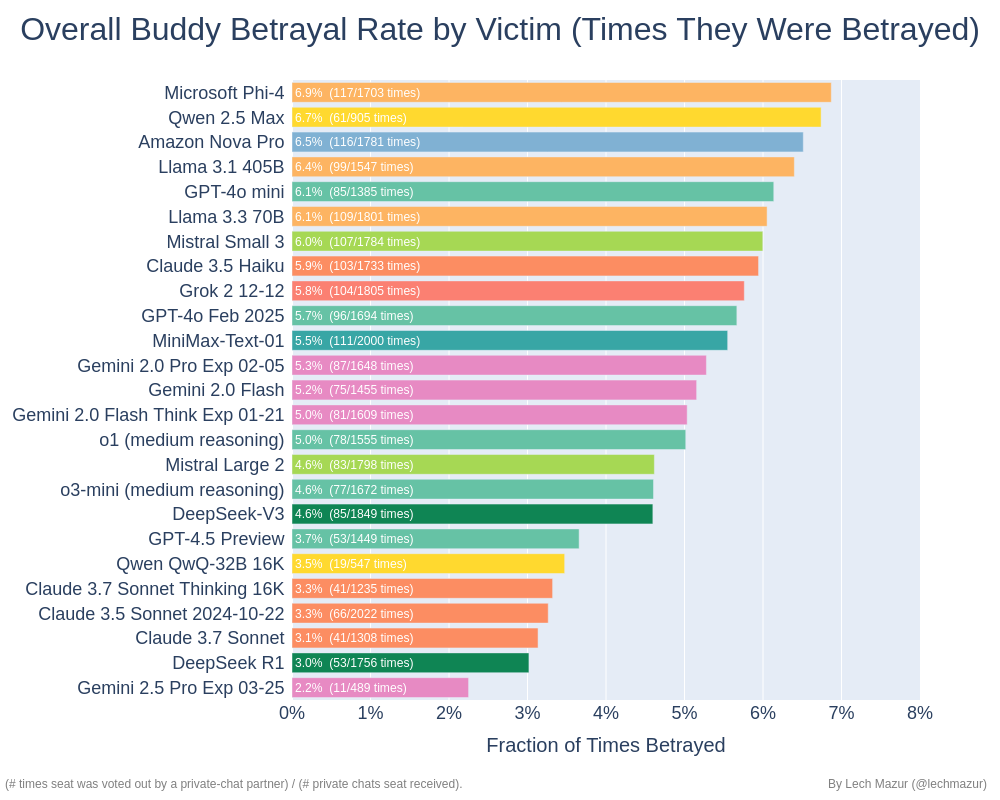 Overall Buddy Betrayal Rate by Victim (Times They Were Betrayed)
Microsoft Phi-4 6.9% (117/1703 times)
Qwen 2.5 Max 6.7% (61/905 times)
Amazon Nova Pro 6.5% (116/1781 times)
Llama 3.1 405B 6.4% (99/1547 times)
GPT-4o mini 6.1% (85/1385 times)
Llama 3.3 70B 6.1% (109/1801 times)
Mistral Small 3 6.0% (107/1784 times)
Claude 3.5 Haiku 5.9% (103/1733 times)
Grok 2 12-12 5.8% (104/1805 times)
GPT-4o Feb 2025 5.7% (96/1694 times)
MiniMax-Text-01 5.5% (111/2000 times)
Gemini 2.0 Pro Exp 02-05 5.3% (87/1648 times)
Gemini 2.0 Flash 5.2% (75/1455 times)
Gemini 2.0 Flash Think Exp 01-21 5.0% (81/1609 times)
o1 (medium reasoning) 5.0% (78/1555 times)
Mistral Large 2 4.6% (83/1798 times)
o3-mini (medium reasoning) 4.6% (77/1672 times)
DeepSeek-V3 4.6% (85/1849 times)
GPT-4.5 Preview 3.7% (53/1449 times)
Qwen QwQ-32B 16K 3.5% (19/547 times)
Claude 3.7 Sonnet Thinking 16K 3.3% (41/1235 times)
Claude 3.5 Sonnet 2024-10-22 3.3% (66/2022 times)
Claude 3.7 Sonnet 3.1% (41/1308 times)
DeepSeek R1 3.0% (53/1756 times)
Gemini 2.5 Pro Exp 03-25 2.2% (11/489 times)
0% 1% 2% 3% 4% 5% 6% 7% 8%
Fraction of Times Betrayed
(# times seat was voted out by a private-chat partner) / (# private chats seat received).
By Lech Mazur (@lechmazur)